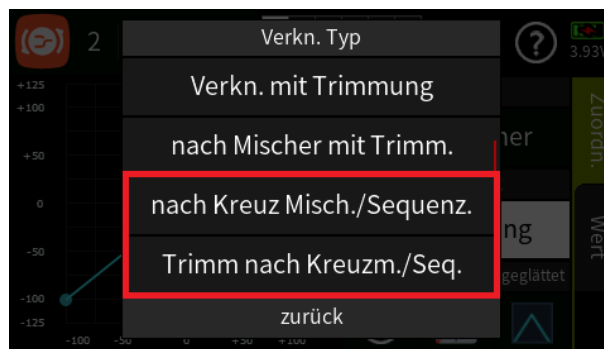 2
Verkn. Typ
?
3.93V
Verkn. mit Trimmung
nach Mischer mit Trimm.
her
nach Kreuz Misch./Sequenz.
ng
Trimm nach Kreuzm./Seq.
geglättet
zurück
+125
+100
+50
0
-50
-100
-125
-100
-50
0
+50
+100
Zuordn.
Wert